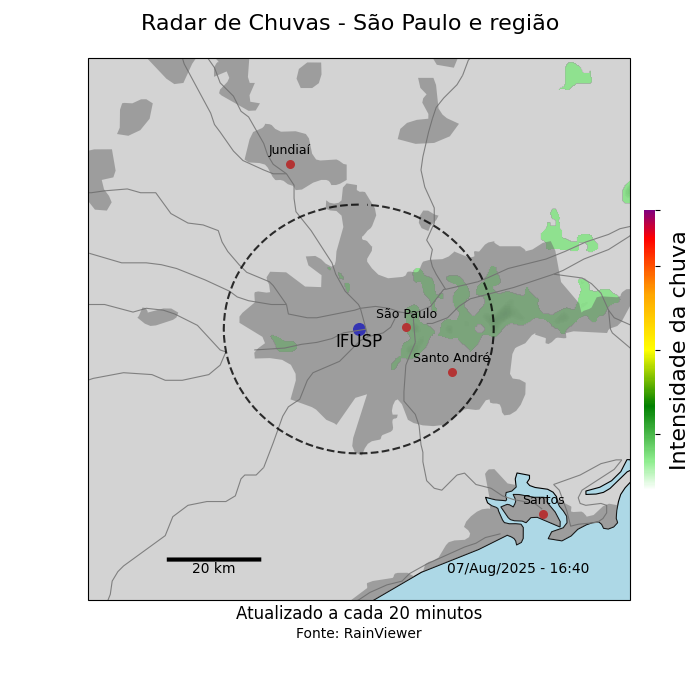 Radar de Chuvas - São Paulo e região
Jundiaí
São Paulo
IFUSP
Santo André
Santos
20 km
07/Aug/2025 - 16:40
Intensidade da chuva
Atualizado a cada 20 minutos
Fonte: RainViewer